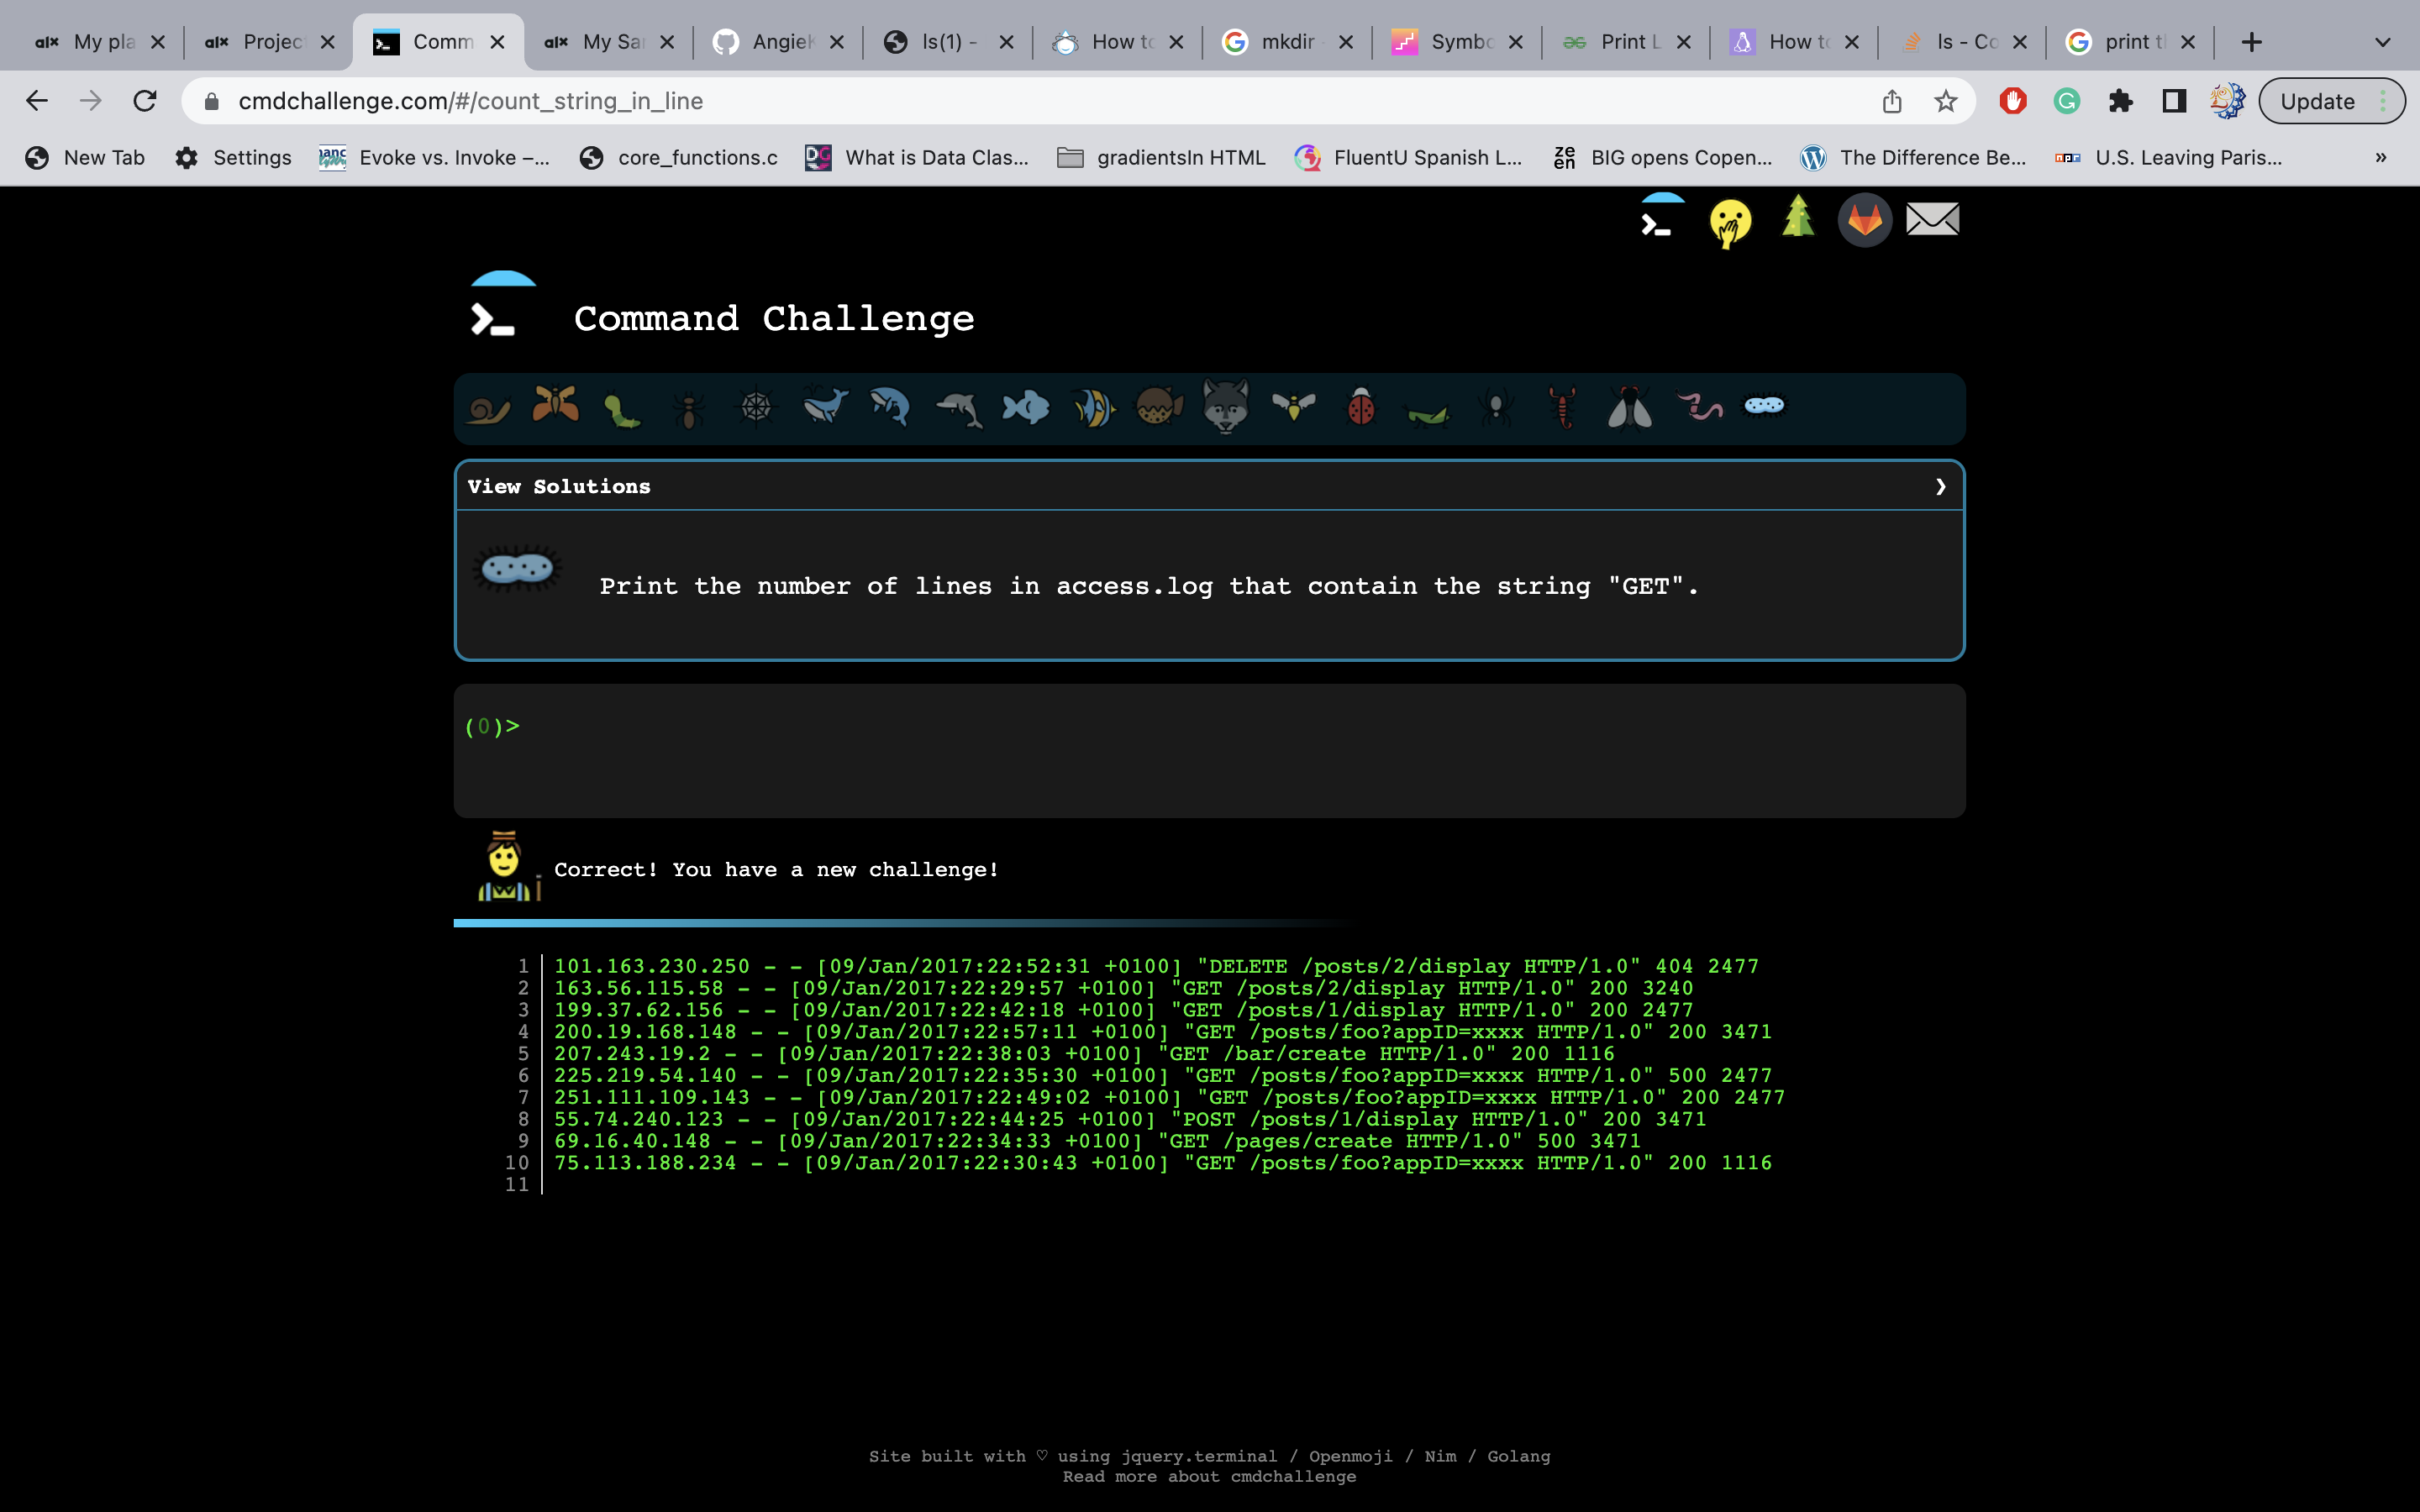 alx My pla
alx Projec
Comm
alx My Sa
AngieK
ls(1) -
How to
mkdir -
Symbo
Print L
How to
ls - Co
print t
cmdchallenge.com/#/count_string_in_line
Update
New Tab
Settings
Evoke vs. Invoke –...
core_functions.c
DG What is Data Clas...
gradientsIn HTML
FluentU Spanish L...
ze en BIG opens Copen...
The Difference Be...
npr U.S. Leaving Paris...
»
Command Challenge
View Solutions ❯
Print the number of lines in access.log that contain the string "GET".
(0)>
Correct! You have a new challenge!
1 101.163.230.250 - - [09/Jan/2017:22:52:31 +0100] "DELETE /posts/2/display HTTP/1.0" 404 2477
2 163.56.115.58 - - [09/Jan/2017:22:29:57 +0100] "GET /posts/2/display HTTP/1.0" 200 3240
3 199.37.62.156 - - [09/Jan/2017:22:42:18 +0100] "GET /posts/1/display HTTP/1.0" 200 2477
4 200.19.168.148 - - [09/Jan/2017:22:57:11 +0100] "GET /posts/foo?appID=xxxx HTTP/1.0" 200 3471
5 207.243.19.2 - - [09/Jan/2017:22:38:03 +0100] "GET /bar/create HTTP/1.0" 200 1116
6 225.219.54.140 - - [09/Jan/2017:22:35:30 +0100] "GET /posts/foo?appID=xxxx HTTP/1.0" 500 2477
7 251.111.109.143 - - [09/Jan/2017:22:49:02 +0100] "GET /posts/foo?appID=xxxx HTTP/1.0" 200 2477
8 55.74.240.123 - - [09/Jan/2017:22:44:25 +0100] "POST /posts/1/display HTTP/1.0" 200 3471
9 69.16.40.148 - - [09/Jan/2017:22:34:33 +0100] "GET /pages/create HTTP/1.0" 500 3471
10 75.113.188.234 - - [09/Jan/2017:22:30:43 +0100] "GET /posts/foo?appID=xxxx HTTP/1.0" 200 1116
11
Site built with ♡ using jquery.terminal / Openmoji / Nim / Golang
Read more about cmdchallenge